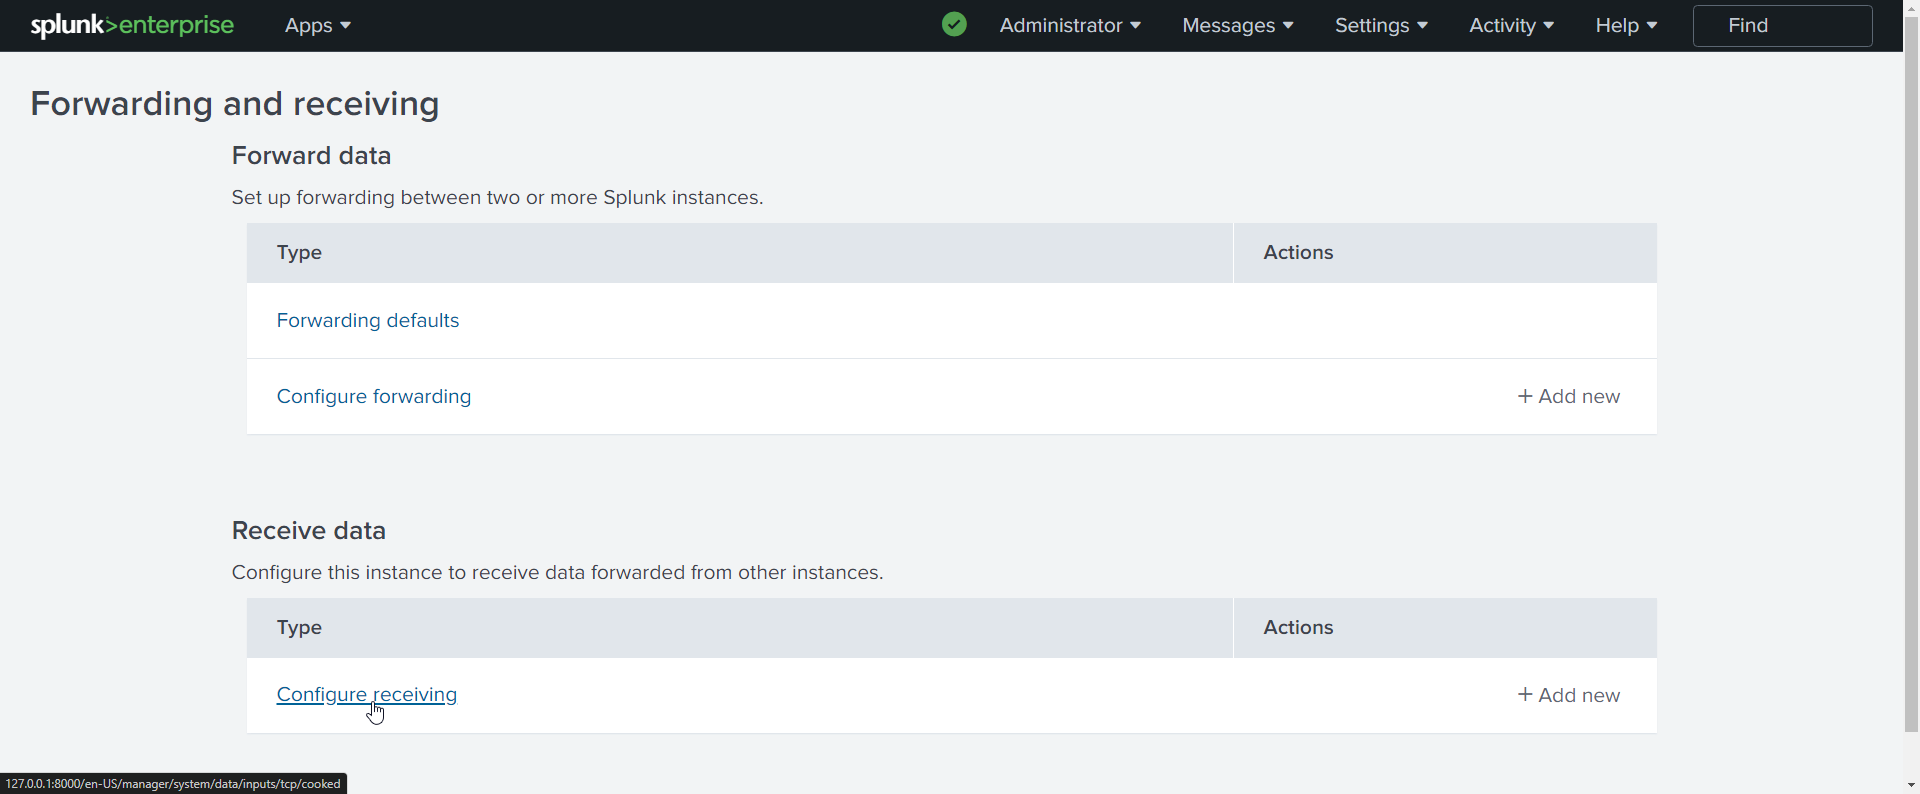 splunk>enterprise Apps Administrator Messages Settings Activity Help Find
Forwarding and receiving
Forward data
Set up forwarding between two or more Splunk instances.
Type Actions
Forwarding defaults
Configure forwarding + Add new
Receive data
Configure this instance to receive data forwarded from other instances.
Type Actions
Configure receiving + Add new
127.0.0.1:8000/en-US/manager/system/data/inputs/tcp/cooked